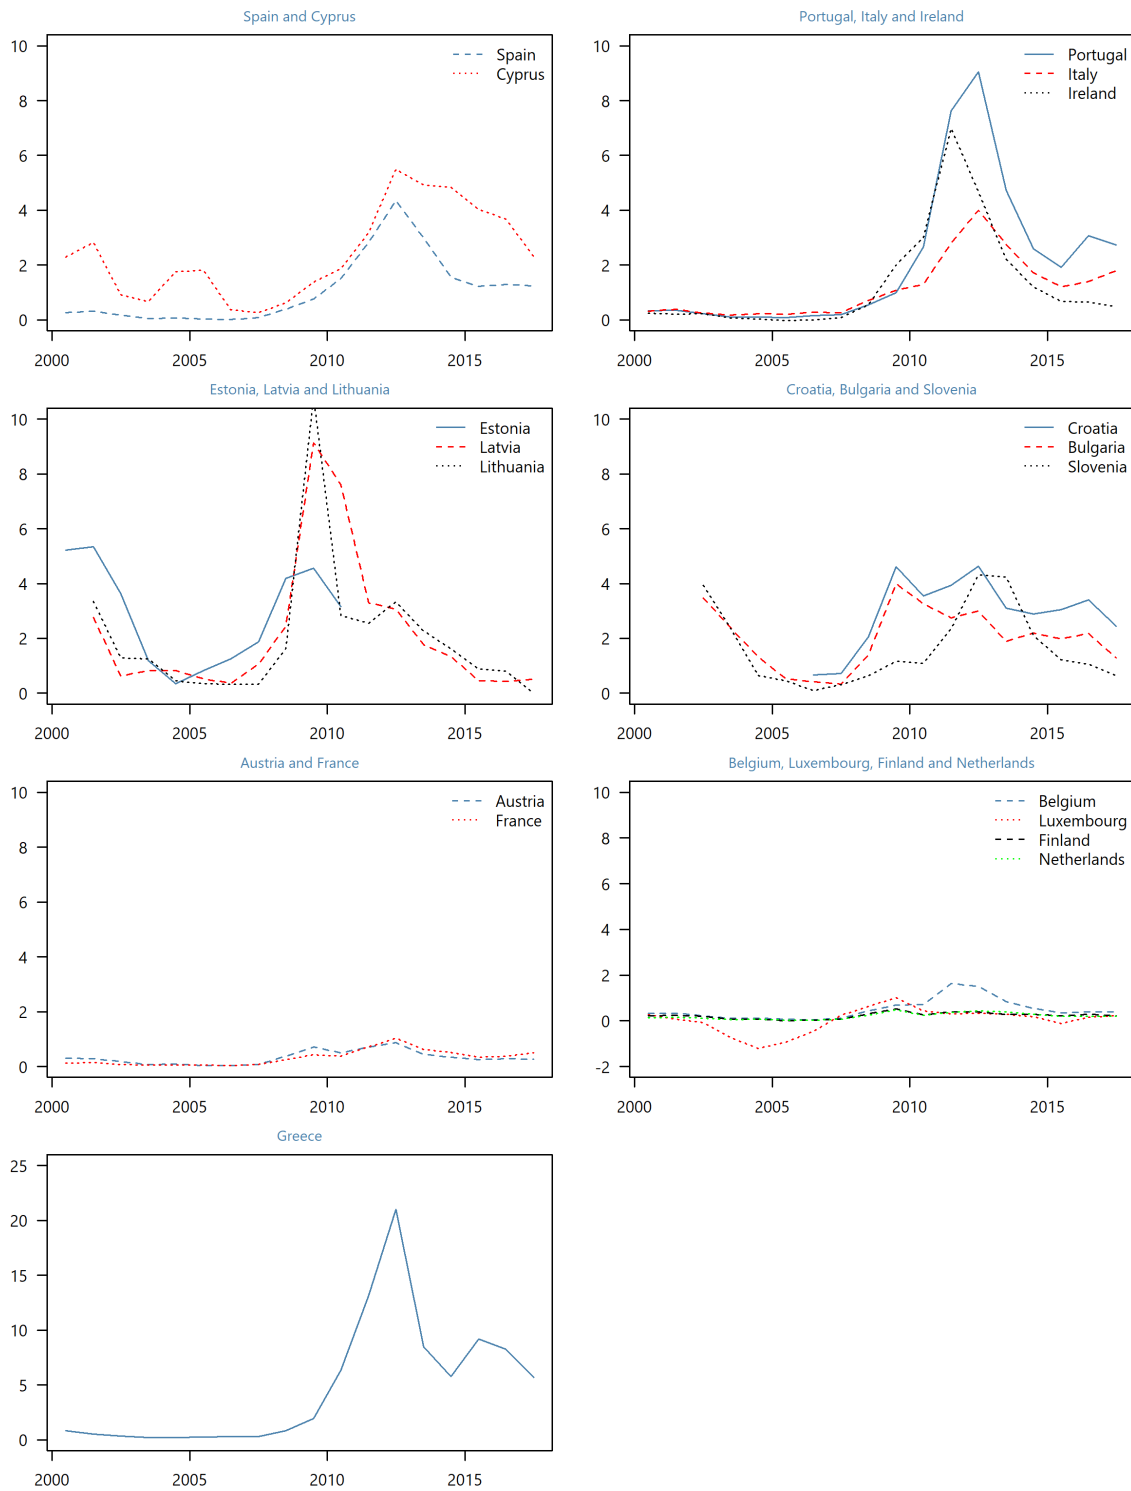 Spain and Cyprus
10
8
6
4
2
0
2000 2005 2010 2015
Spain
Cyprus
Portugal, Italy and Ireland
10
8
6
4
2
0
2000 2005 2010 2015
Portugal
Italy
Ireland
Estonia, Latvia and Lithuania
10
8
6
4
2
0
2000 2005 2010 2015
Estonia
Latvia
Lithuania
Croatia, Bulgaria and Slovenia
10
8
6
4
2
0
2000 2005 2010 2015
Croatia
Bulgaria
Slovenia
Austria and France
10
8
6
4
2
0
2000 2005 2010 2015
Austria
France
Belgium, Luxembourg, Finland and Netherlands
10
8
6
4
2
0
-2
2000 2005 2010 2015
Belgium
Luxembourg
Finland
Netherlands
Greece
25
20
15
10
5
0
2000 2005 2010 2015